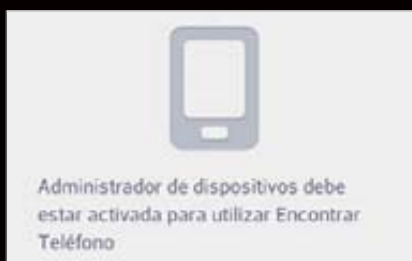 Administrador de dispositivos debe
estar activada para utilizar Encontrar
Teléfono